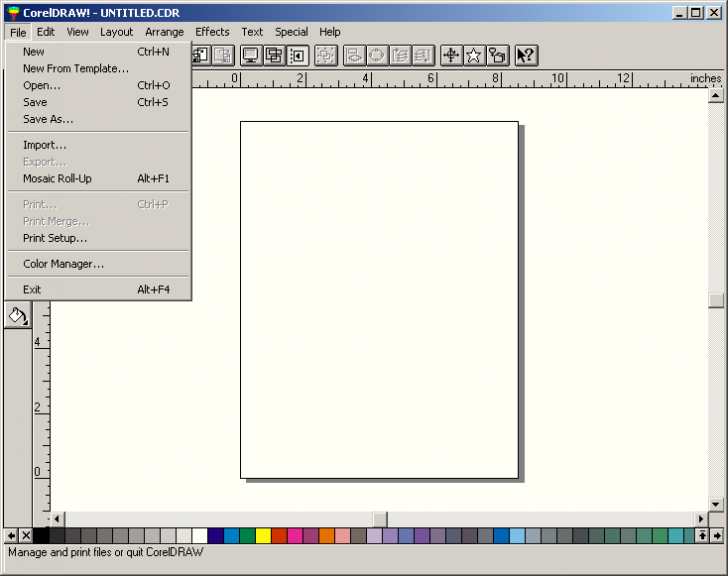 CorelDRAW! - UNTITLED.CDR
File Edit View Layout Arrange Effects Text Special Help
New Ctrl+N
New From Template...
Open... Ctrl+O
Save Ctrl+S
Save As...
Import...
Export...
Mosaic Roll-Up Alt+F1
Print... Ctrl+P
Print Merge...
Print Setup...
Color Manager...
Exit Alt+F4
0 2 4 6 8 10 12 inches
4
2
0
Manage and print files or quit CorelDRAW